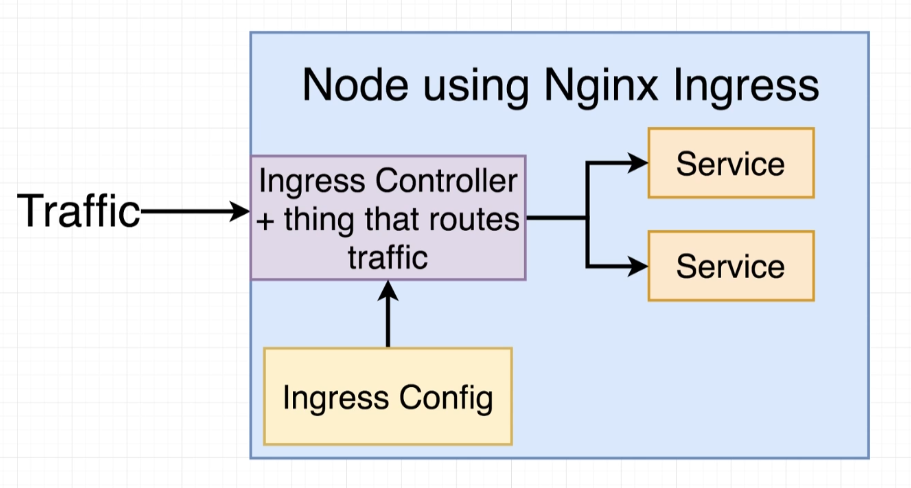 Node using Nginx Ingress
Traffic
Ingress Controller
+ thing that routes
traffic
Service
Service
Ingress Config